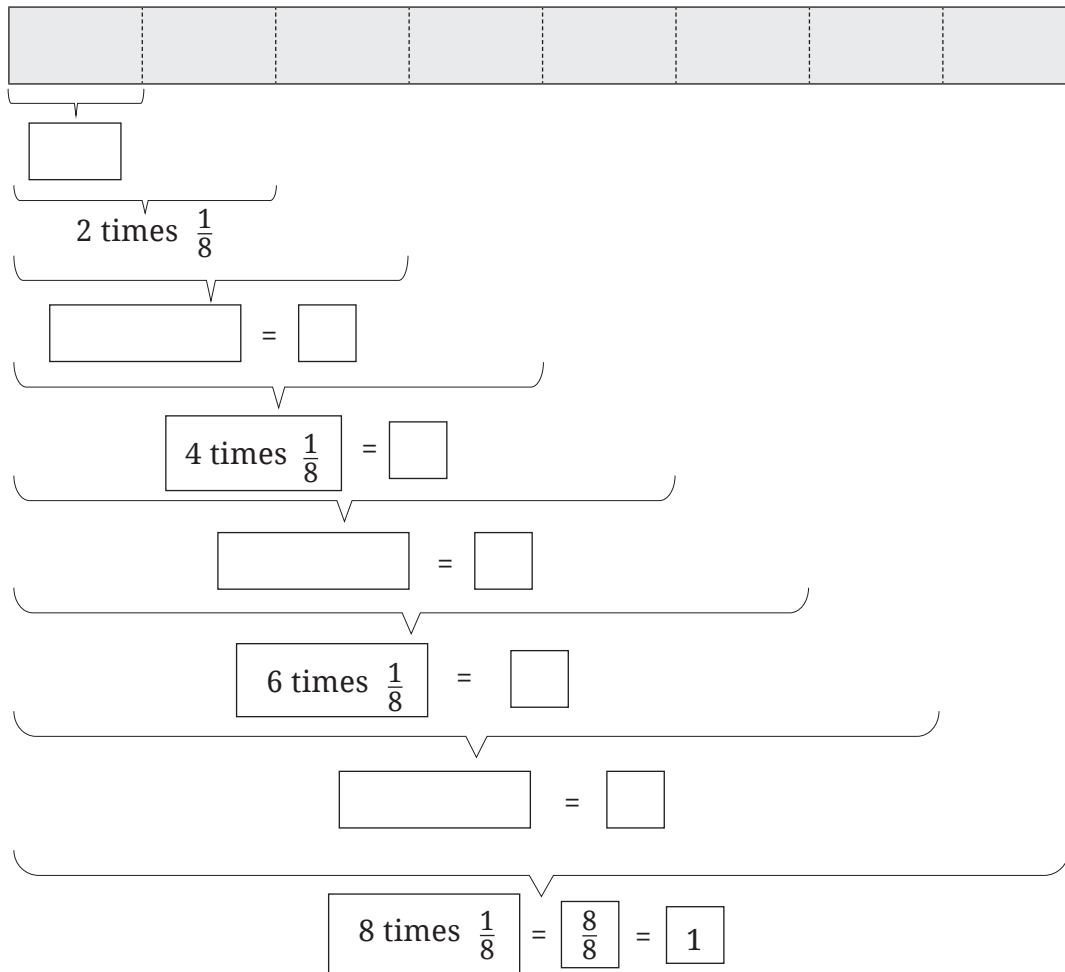 2 times 1/8
=
4 times 1/8 =
=
6 times 1/8 =
=
8 times 1/8 = 8/8 = 1